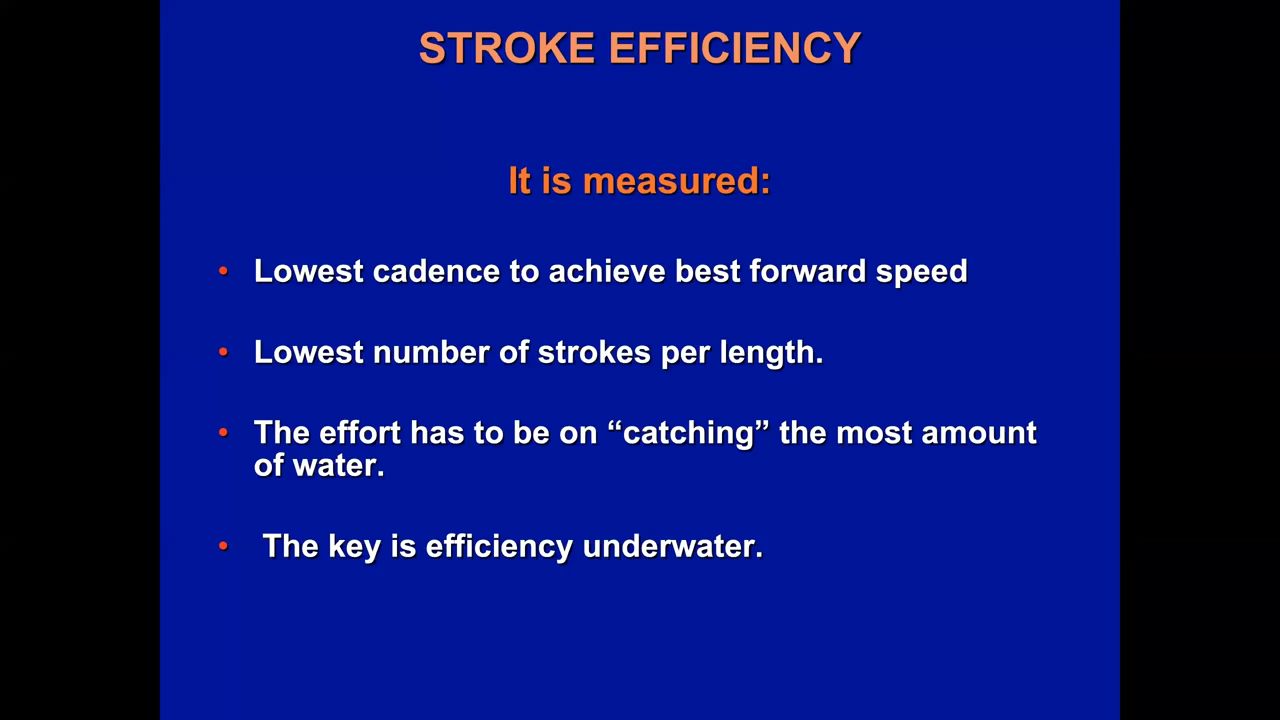 STROKE EFFICIENCY
It is measured:
• Lowest cadence to achieve best forward speed
• Lowest number of strokes per length.
• The effort has to be on “catching” the most amount
of water.
• The key is efficiency underwater.